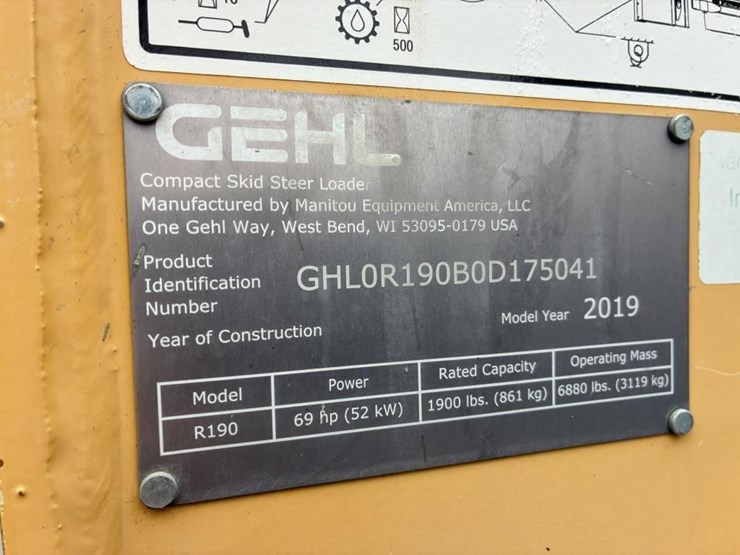 500
GEHL
Compact Skid Steer Loader
Manufactured by Manitou Equipment America, LLC
One Gehl Way, West Bend, WI 53095-0179 USA
Product
Identification
Number
GHL0R190B0D175041
Year of Construction
Model Year 2019
Model Power Rated Capacity Operating Mass
R190 69 hp (52 kW) 1900 lbs. (861 kg) 6880 lbs. (3119 kg)